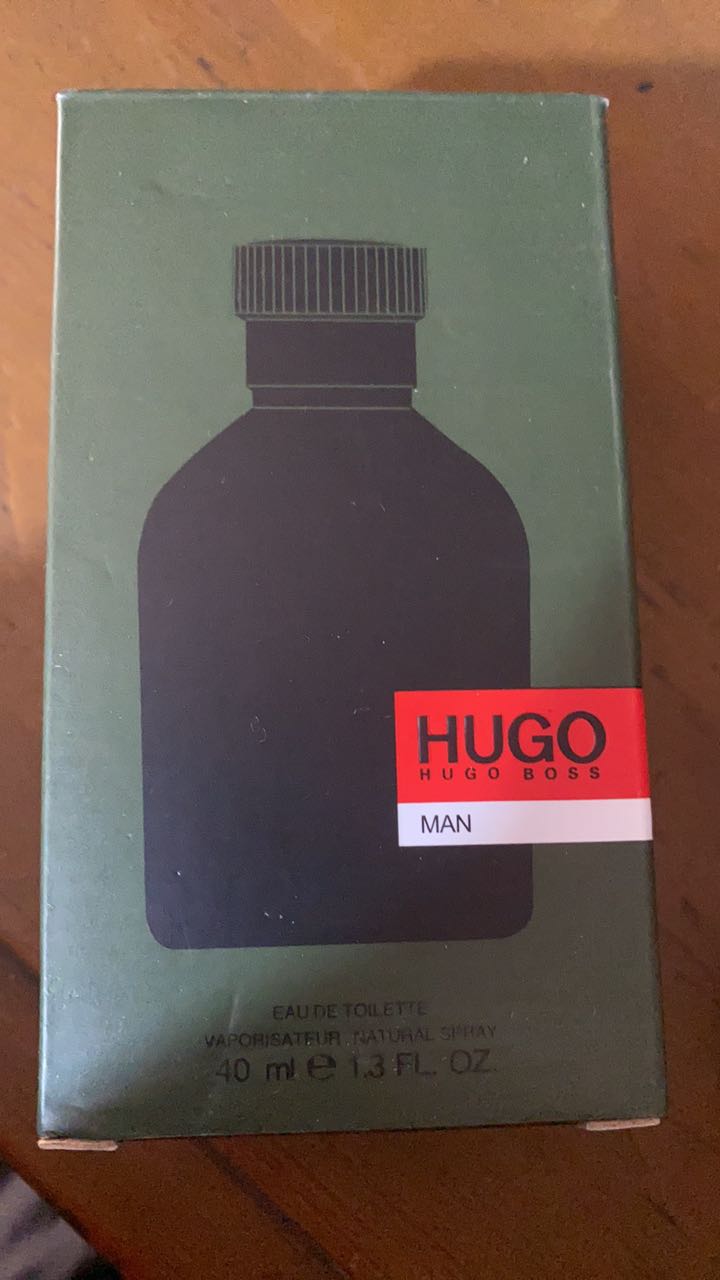 HUGO
HUGO BOSS
MAN
EAU DE TOILETTE
VAPORISATEUR NATURAL SPRAY
40 ml ℮ 1.3 FL. OZ.